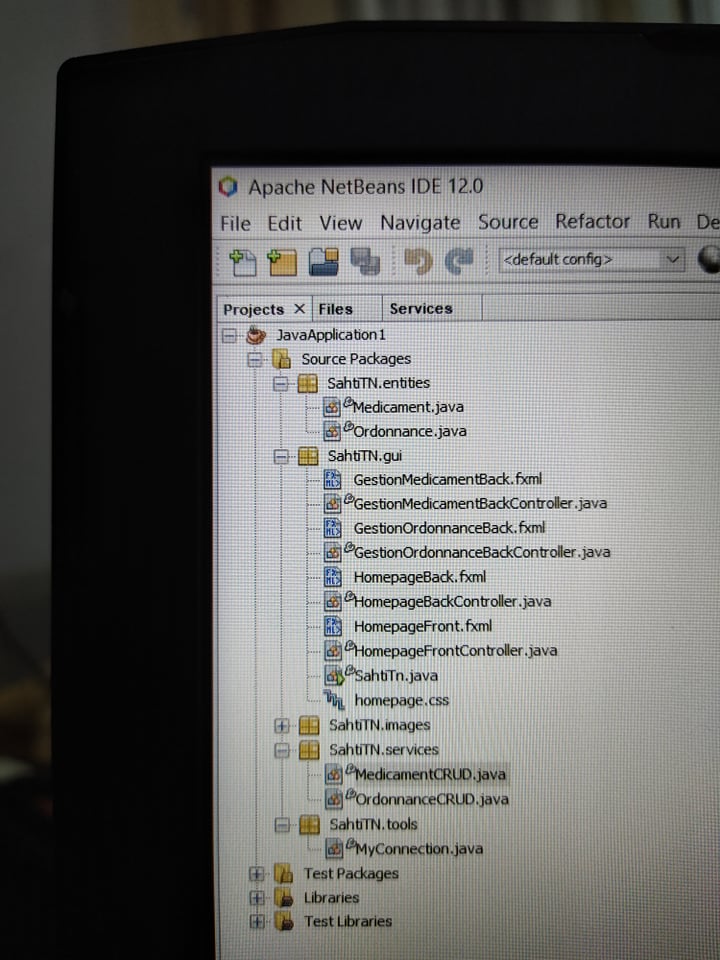 Apache NetBeans IDE 12.0
File Edit View Navigate Source Refactor Run De
<default config>
Projects X Files Services
JavaApplication1
Source Packages
SahtiTN.entities
Medicament.java
Ordonnance.java
SahtiTN.gui
GestionMedicamentBack.fxml
GestionMedicamentBackController.java
GestionOrdonnanceBack.fxml
GestionOrdonnanceBackController.java
HomepageBack.fxml
HomepageBackController.java
HomepageFront.fxml
HomepageFrontController.java
SahtiTn.java
homepage.css
SahtiTN.images
SahtiTN.services
MedicamentCRUD.java
OrdonnanceCRUD.java
SahtiTN.tools
MyConnection.java
Test Packages
Libraries
Test Libraries